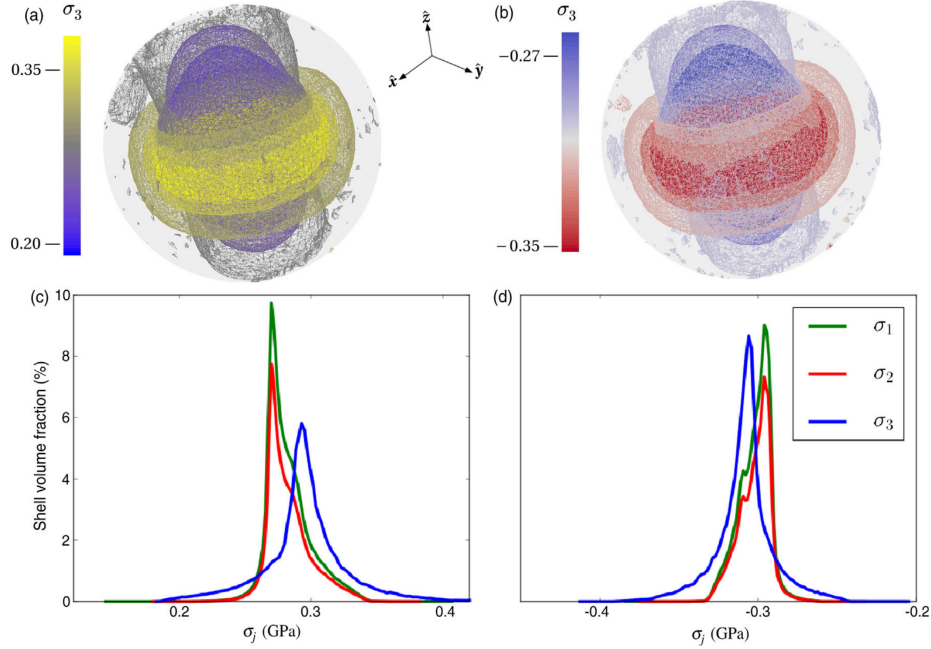 (a)
σ3
0.35
0.20
ẑ
x̂
ŷ
(b)
σ3
−0.27
−0.35
(c)
10
8
6
4
2
0
Shell volume fraction (%)
0.2
0.3
0.4
σj (GPa)
(d)
σ1
σ2
σ3
-0.4
-0.3
-0.2
σj (GPa)